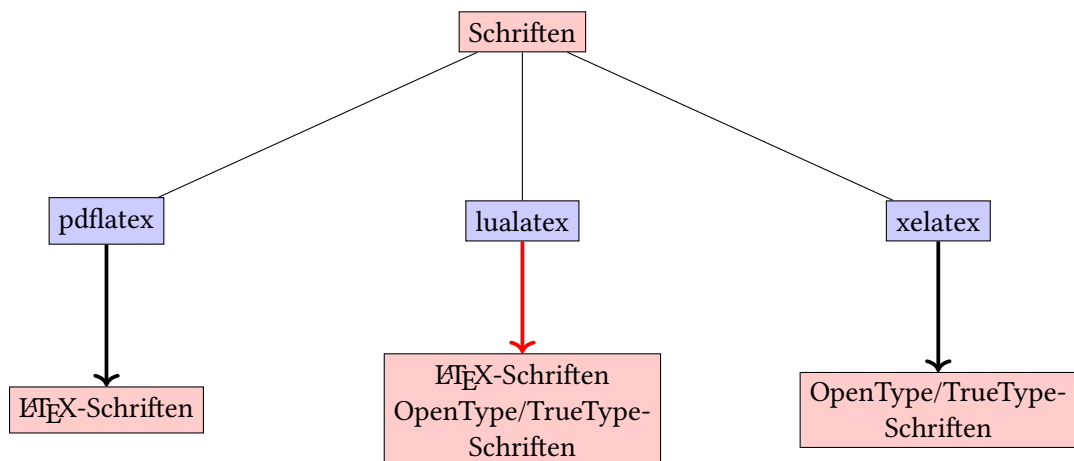 Schriften
pdflatex
lualatex
xelatex
LATEX-Schriften
LATEX-Schriften
OpenType/TrueType-
Schriften
OpenType/TrueType-
Schriften